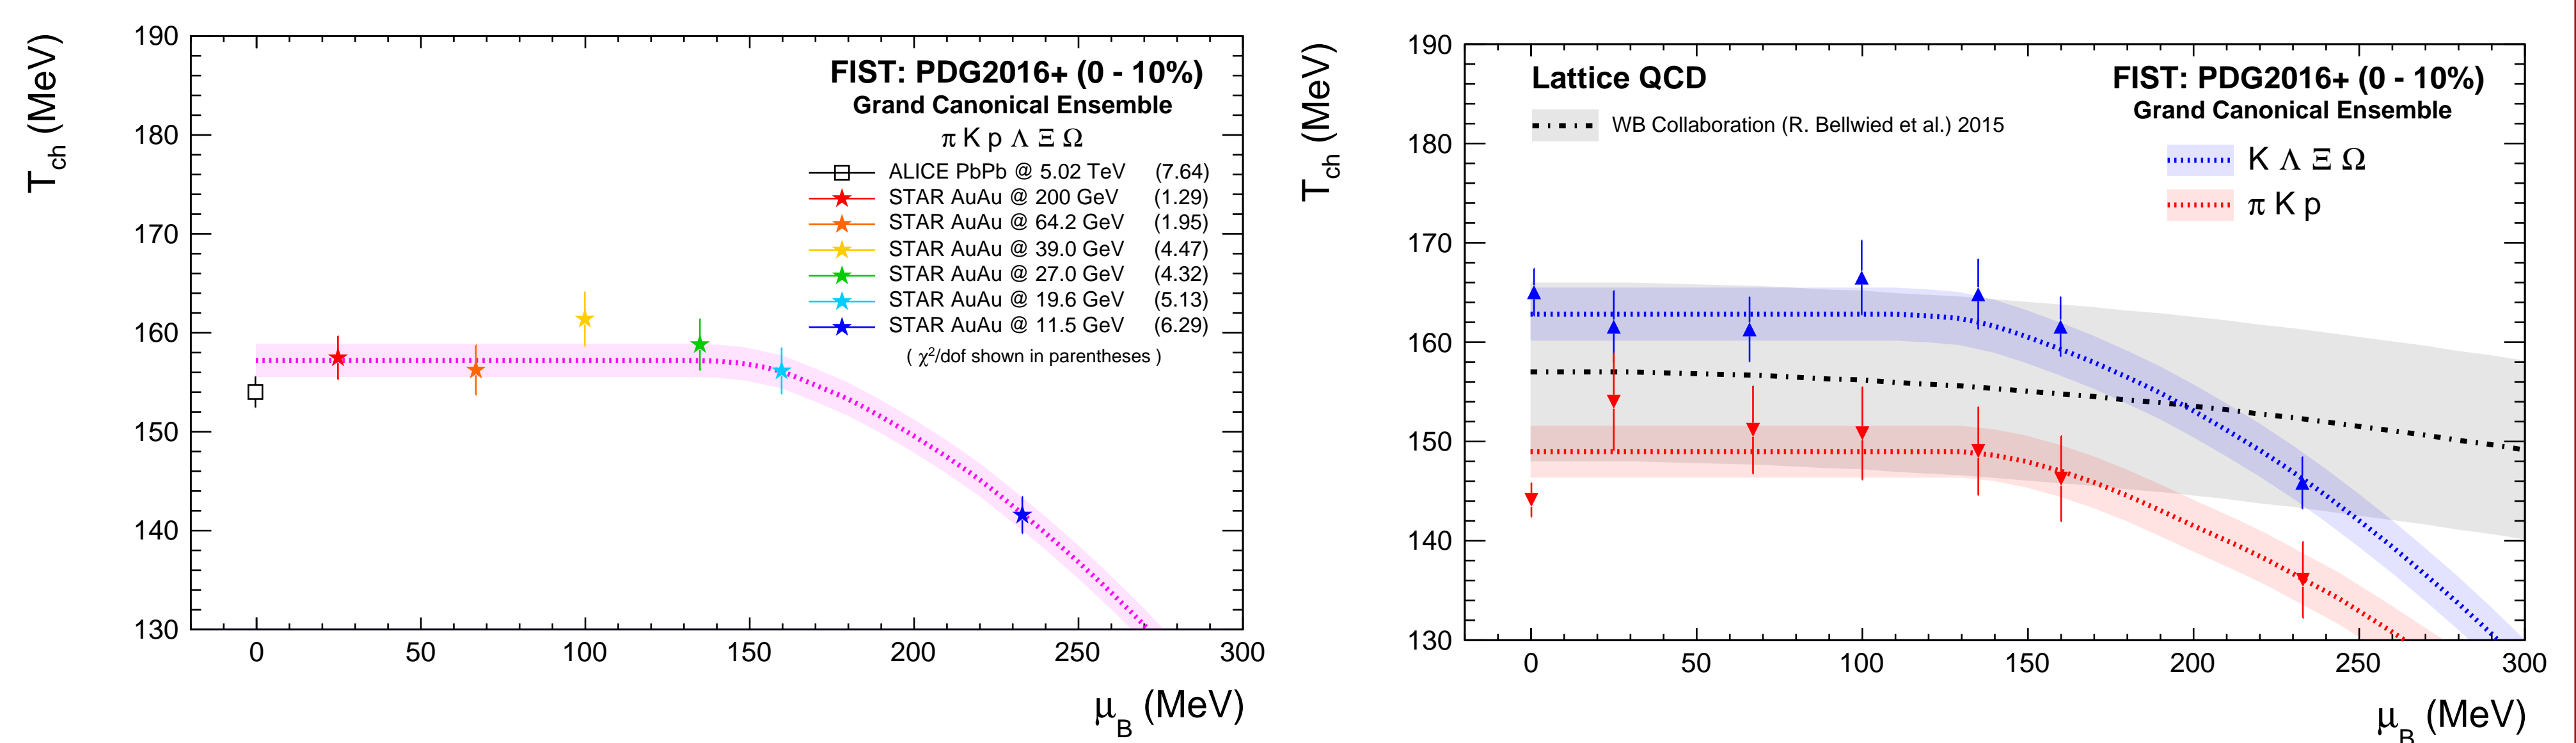 190
180
170
160
150
140
130
0 50 100 150 200 250 300
T_ch (MeV)
μ_B (MeV)
FIST: PDG2016+ (0 - 10%)
Grand Canonical Ensemble
π K p Λ Ξ Ω
ALICE PbPb @ 5.02 TeV (7.64)
STAR AuAu @ 200 GeV (1.29)
STAR AuAu @ 64.2 GeV (1.95)
STAR AuAu @ 39.0 GeV (4.47)
STAR AuAu @ 27.0 GeV (4.32)
STAR AuAu @ 19.6 GeV (5.13)
STAR AuAu @ 11.5 GeV (6.29)
( χ²/dof shown in parentheses )
190
180
170
160
150
140
130
0 50 100 150 200 250 300
T_ch (MeV)
μ_B (MeV)
Lattice QCD
WB Collaboration (R. Bellwied et al.) 2015
FIST: PDG2016+ (0 - 10%)
Grand Canonical Ensemble
K Λ Ξ Ω
π K p